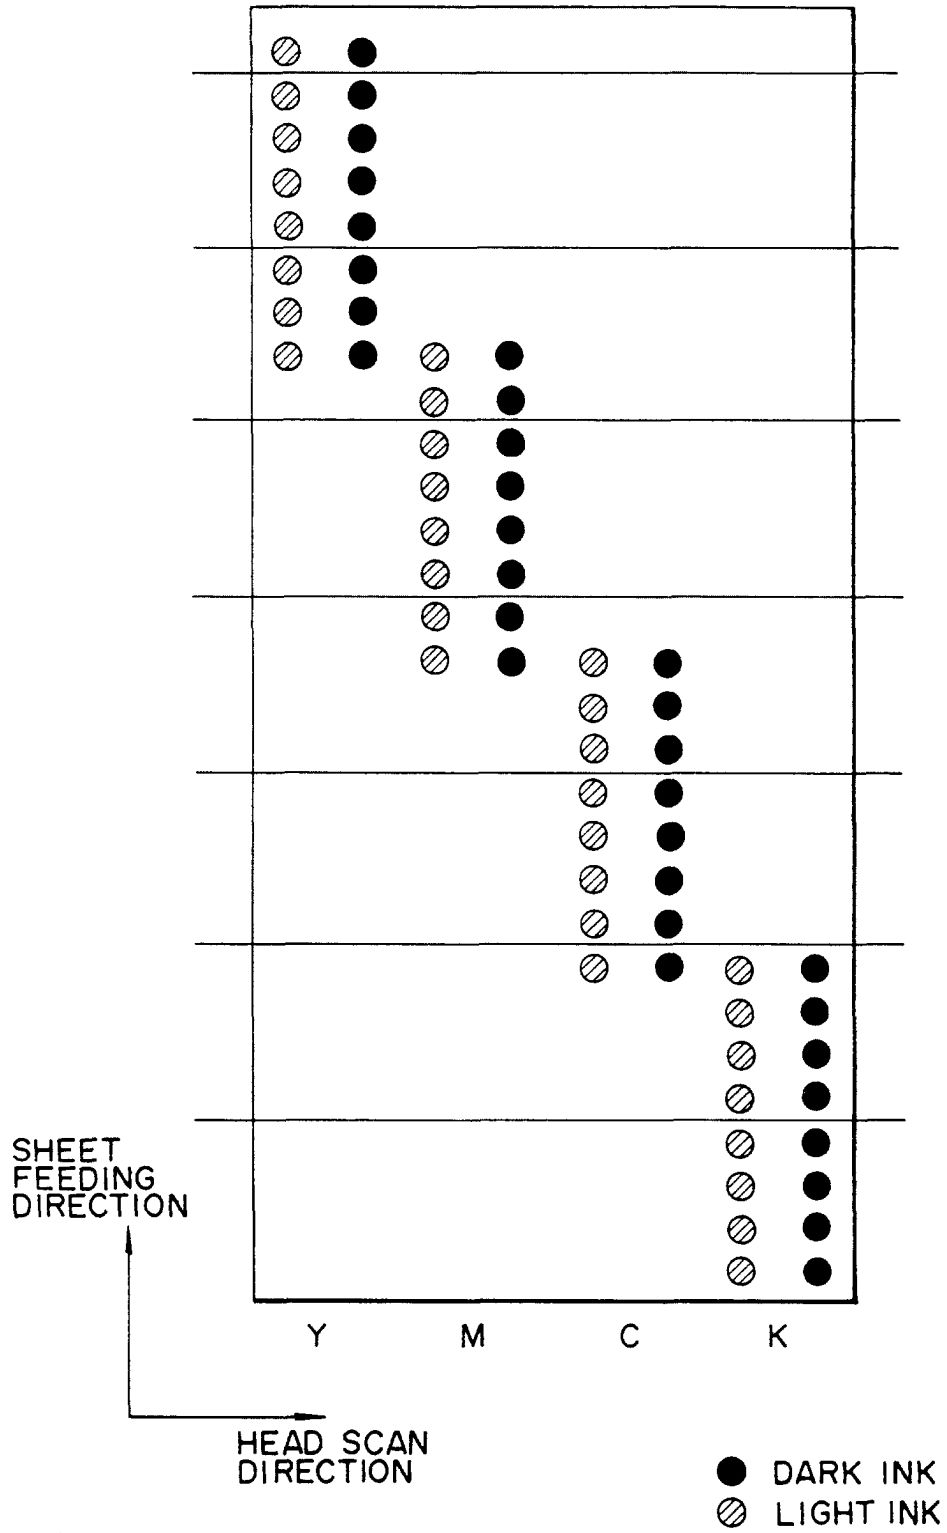 SHEET
FEEDING
DIRECTION
Y M C K
HEAD SCAN
DIRECTION
DARK INK
LIGHT INK